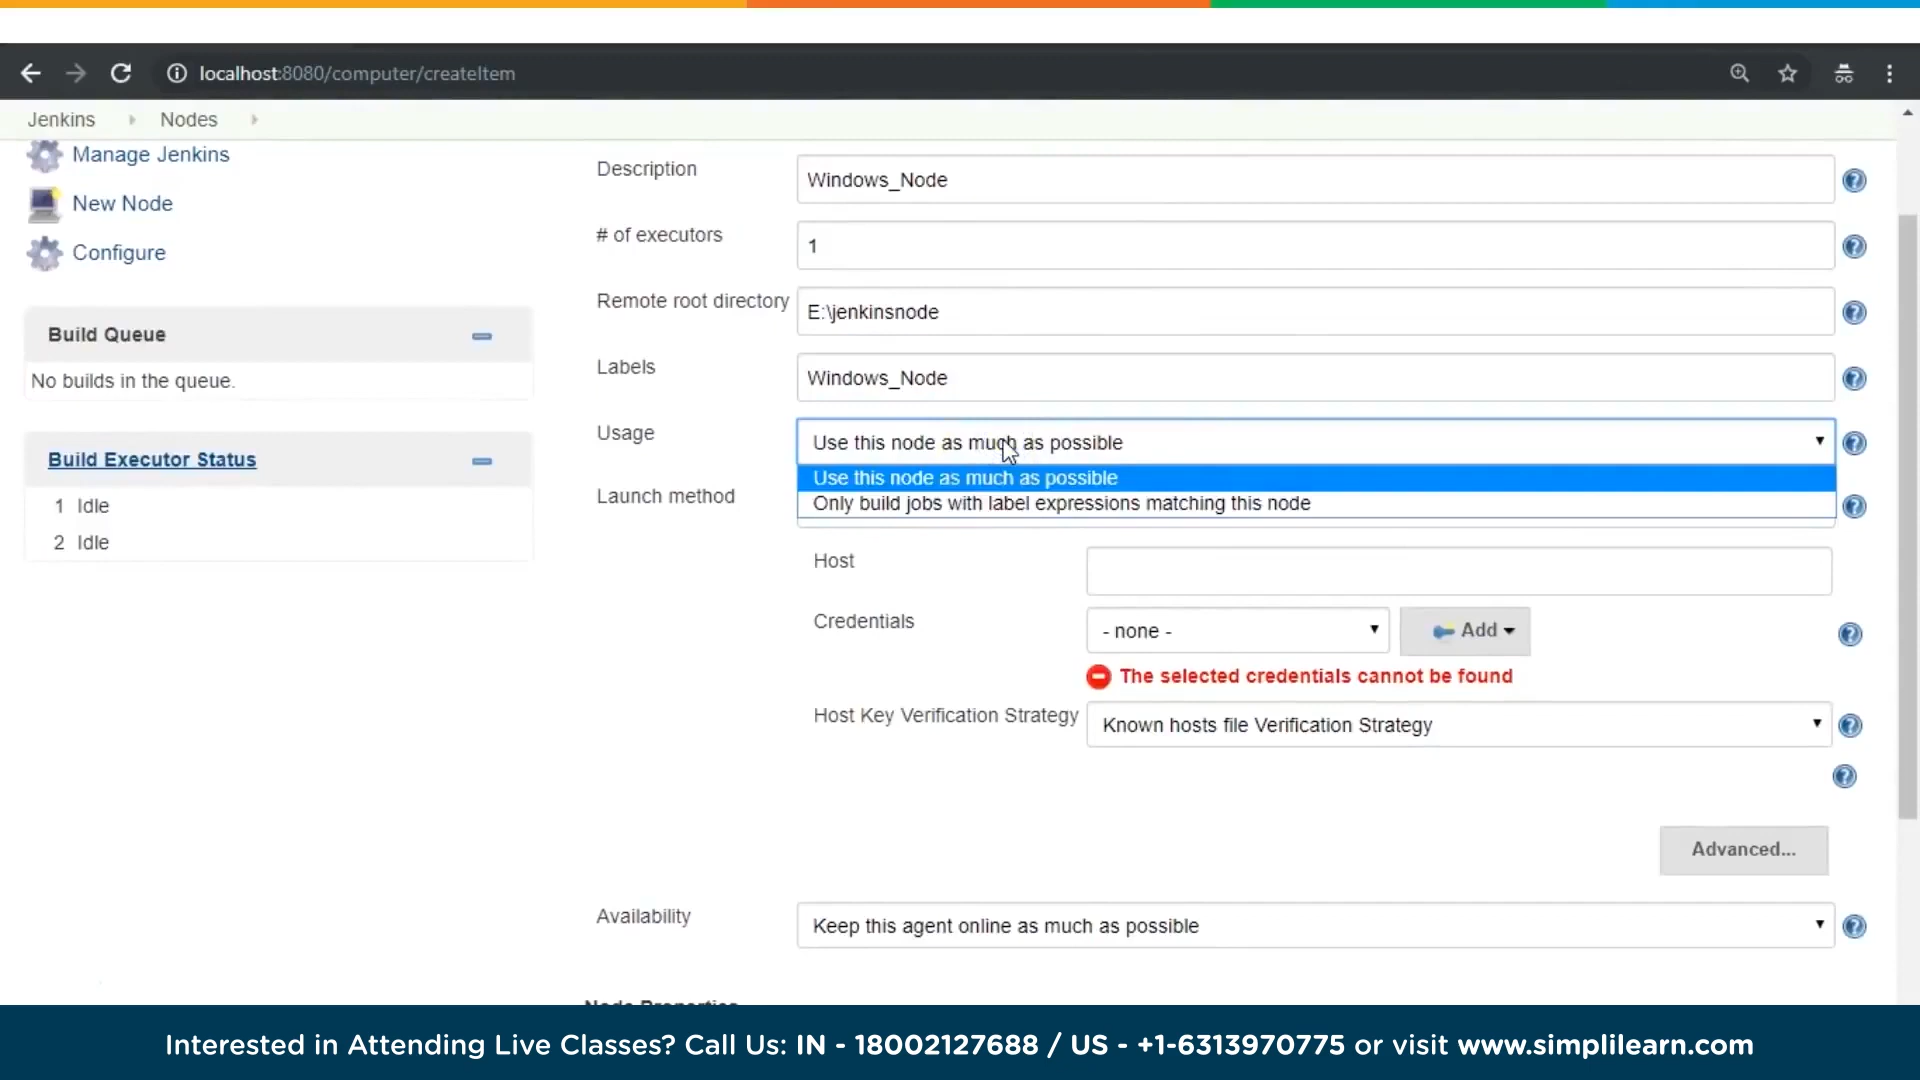 localhost:8080/computer/createItem
Jenkins Nodes
Manage Jenkins
New Node
Configure
Build Queue
No builds in the queue.
Build Executor Status
1 Idle
2 Idle
Description
Windows_Node
# of executors
1
Remote root directory
E:\jenkinsnode
Labels
Windows_Node
Usage
Use this node as much as possible
Use this node as much as possible
Only build jobs with label expressions matching this node
Launch method
Host
Credentials
- none -
Add
The selected credentials cannot be found
Host Key Verification Strategy
Known hosts file Verification Strategy
Advanced...
Availability
Keep this agent online as much as possible
Node Properties
Interested in Attending Live Classes? Call Us: IN - 18002127688 / US - +1-6313970775 or visit www.simplilearn.com